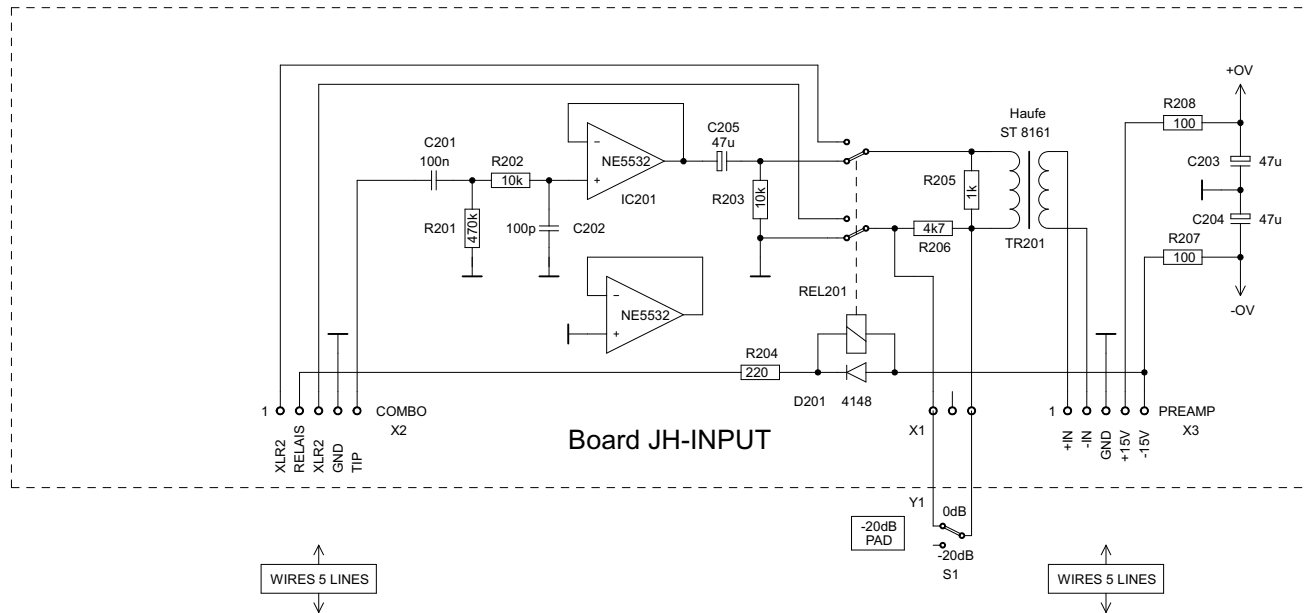 +OV
R208
100
Haufe
ST 8161
C205
47u
C201
100n
R202
10k
NE5532
C203
47u
R205
1k
R203
10k
IC201
R201
470k
100p
C202
4k7
R206
TR201
C204
47u
R207
100
NE5532
REL201
-OV
R204
220
D201
4148
1
COMBO
X2
X1
1
PREAMP
X3
XLR2
RELAIS
XLR2
GND
TIP
Board JH-INPUT
+IN
-IN
GND
+15V
-15V
Y1
0dB
-20dB
PAD
-20dB
S1
WIRES 5 LINES
WIRES 5 LINES